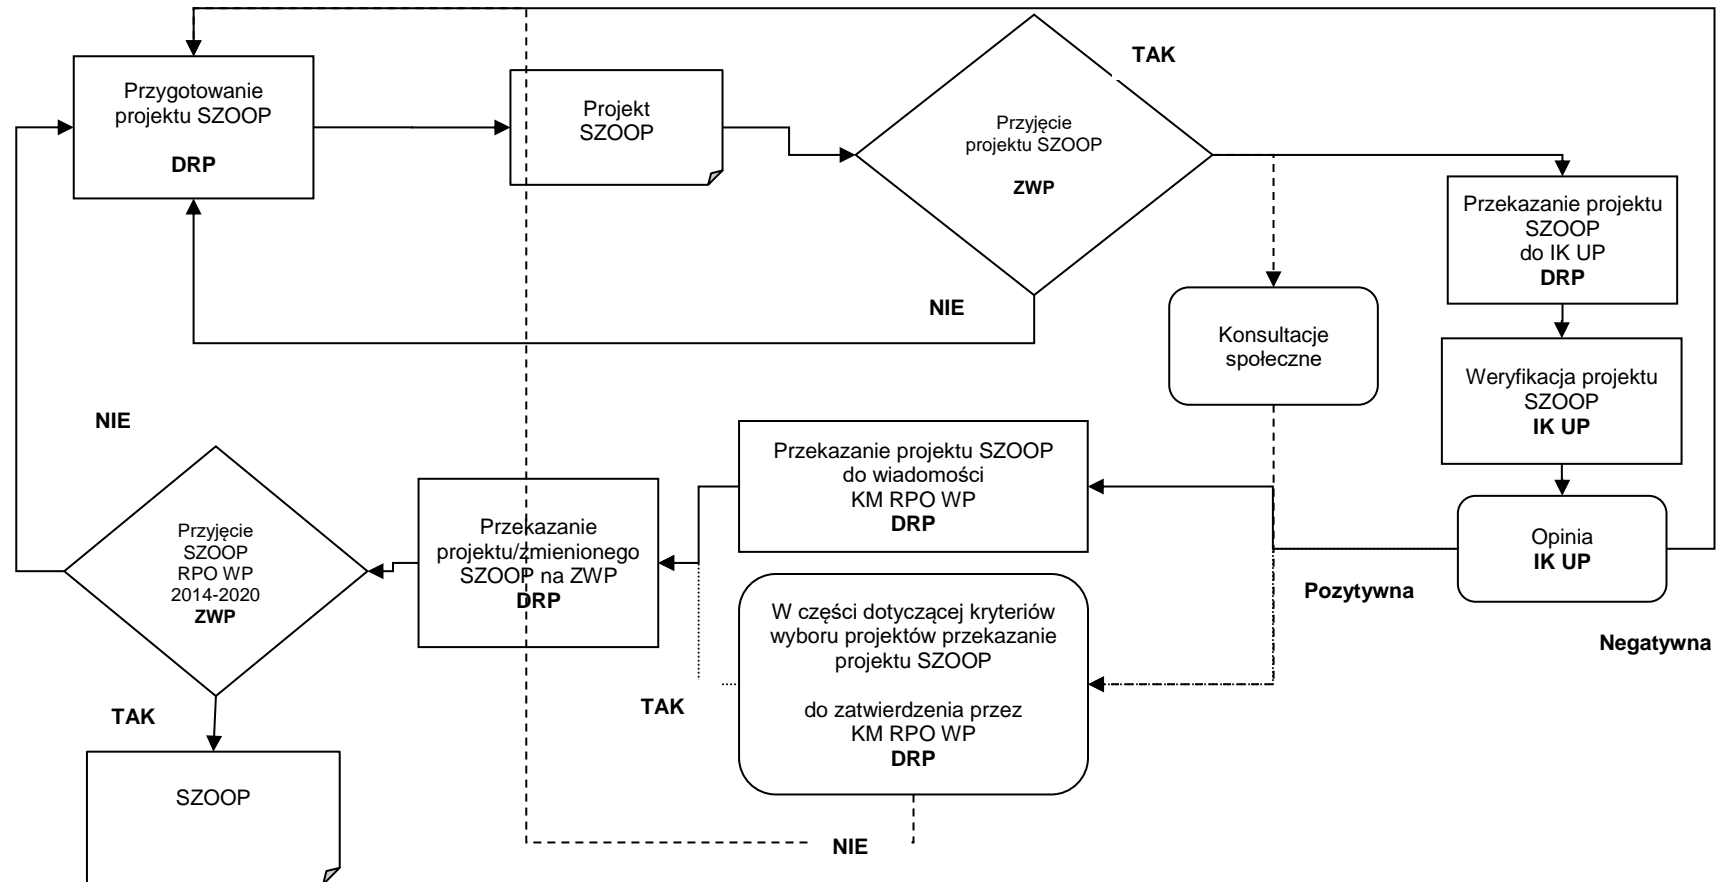 Przygotowanie
projektu SZOOP
DRP
Projekt
SZOOP
Przyjęcie
projektu SZOOP
ZWP
TAK
NIE
Przekazanie projektu
SZOOP
do IK UP
DRP
Konsultacje
społeczne
Weryfikacja projektu
SZOOP
IK UP
Opinia
IK UP
Pozytywna
Negatywna
Przekazanie projektu SZOOP
do wiadomości
KM RPO WP
DRP
W części dotyczącej kryteriów
wyboru projektów przekazanie
projektu SZOOP
do zatwierdzenia przez
KM RPO WP
DRP
TAK
NIE
Przekazanie
projektu/zmienionego
SZOOP na ZWP
DRP
NIE
Przyjęcie
SZOOP
RPO WP
2014-2020
ZWP
TAK
SZOOP